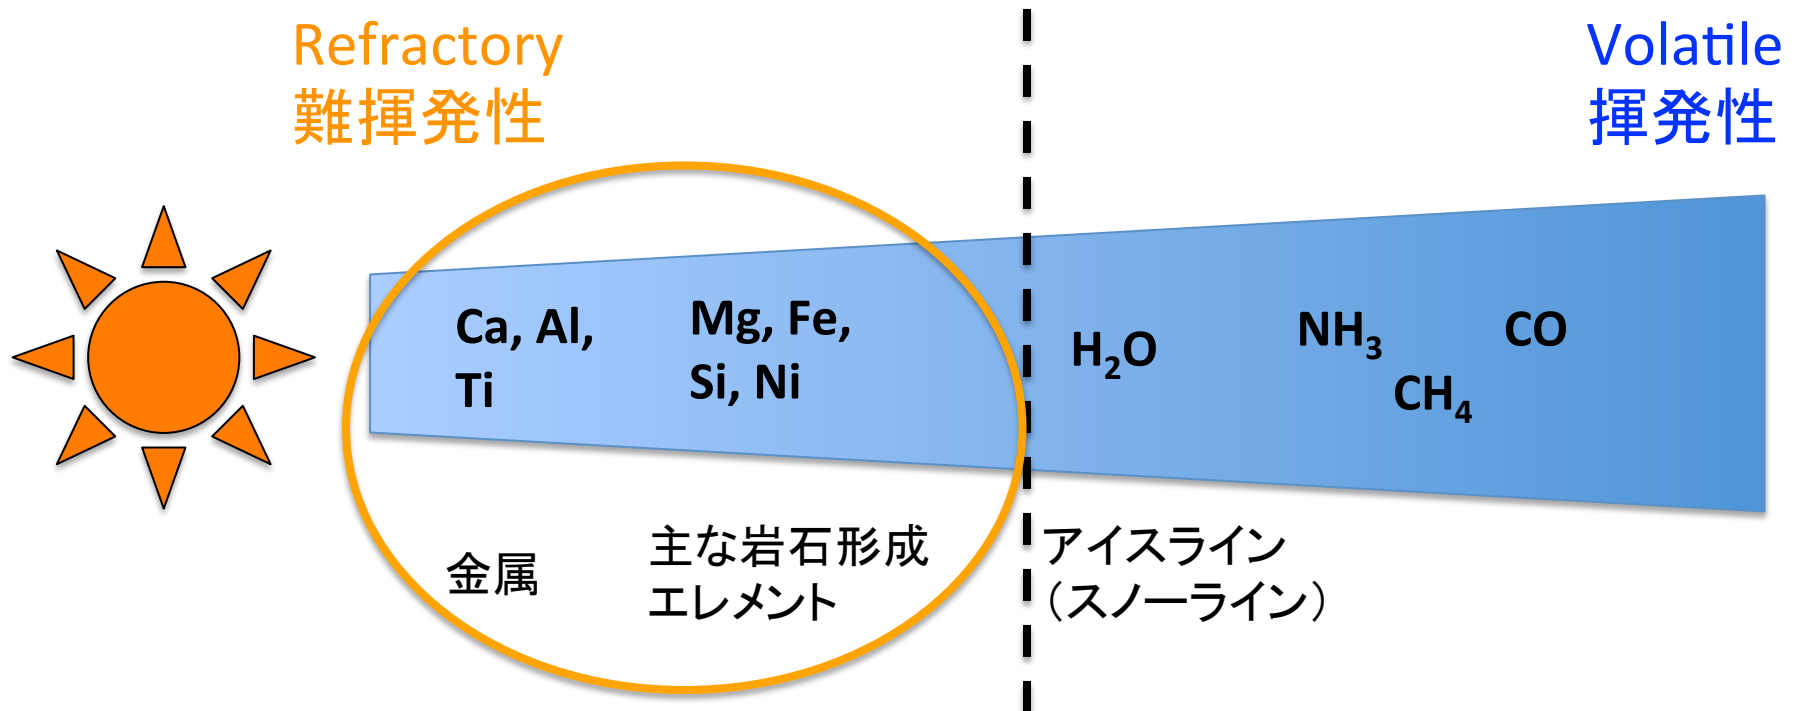 Refractory
難揮発性
Volatile
揮発性
Ca, Al,
Ti
Mg, Fe,
Si, Ni
H₂O
NH₃
CH₄
CO
金属
主な岩石形成
エレメント
アイスライン
（スノーライン）